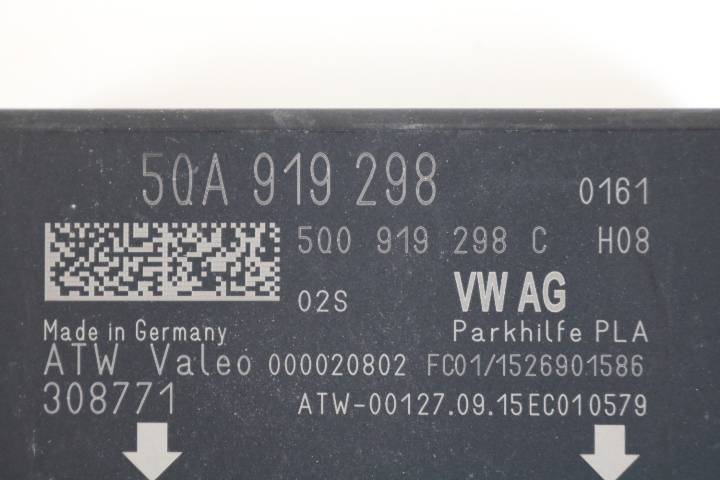 5QA 919 298 0161
5Q0 919 298 C H08
02S VW AG
Made in Germany Parkhilfe PLA
ATW Valeo 000020802 FC01/1526901586
308771 ATW-00127.09.15EC010579